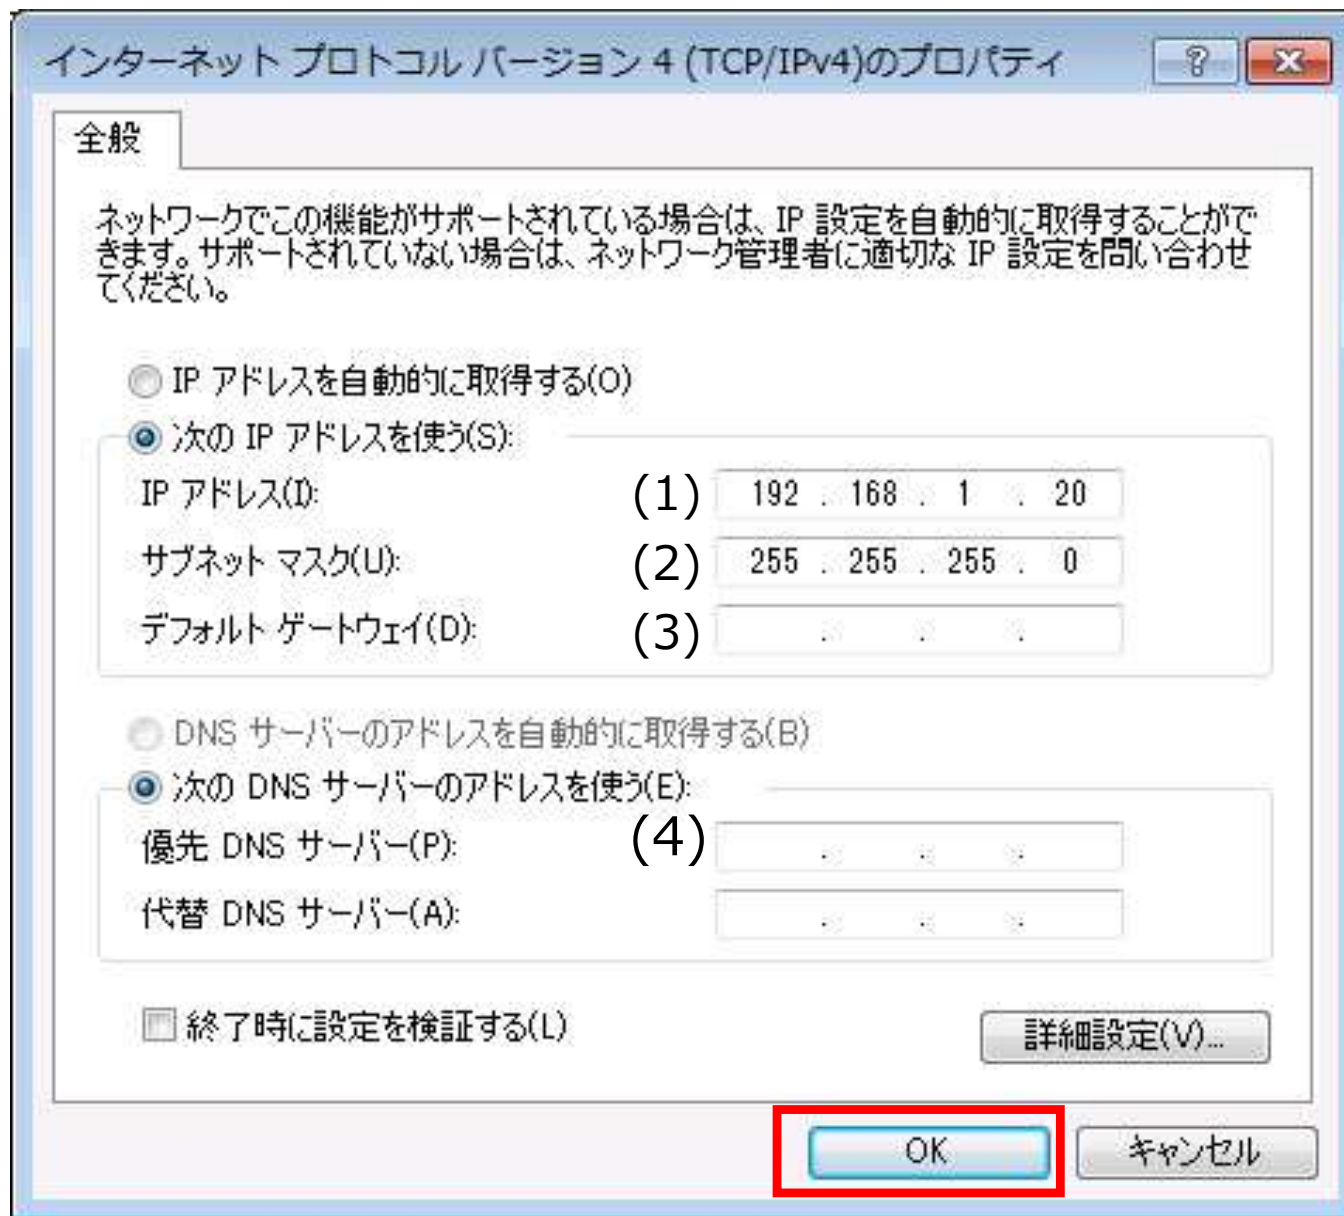 インターネット プロトコル バージョン 4 (TCP/IPv4)のプロパティ
全般
ネットワークでこの機能がサポートされている場合は、IP 設定を自動的に取得することがで
きます。サポートされていない場合は、ネットワーク管理者に適切な IP 設定を問い合わせ
てください。
IP アドレスを自動的に取得する(O)
次の IP アドレスを使う(S):
IP アドレス(I): (1) 192 . 168 . 1 . 20
サブネット マスク(U): (2) 255 . 255 . 255 . 0
デフォルト ゲートウェイ(D): (3) . . .
DNS サーバーのアドレスを自動的に取得する(B)
次の DNS サーバーのアドレスを使う(E):
優先 DNS サーバー(P): (4) . . .
代替 DNS サーバー(A): . . .
終了時に設定を検証する(L) 詳細設定(V)...
OK キャンセル